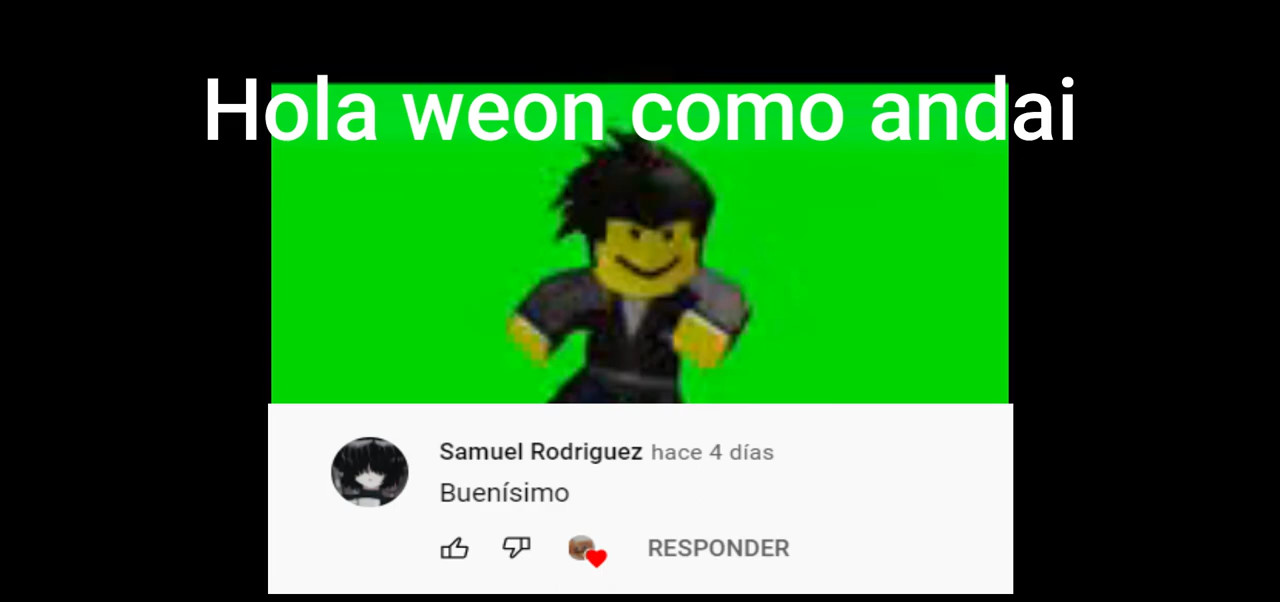 Hola weon como andai
Samuel Rodriguez hace 4 días
Buenísimo
RESPONDER